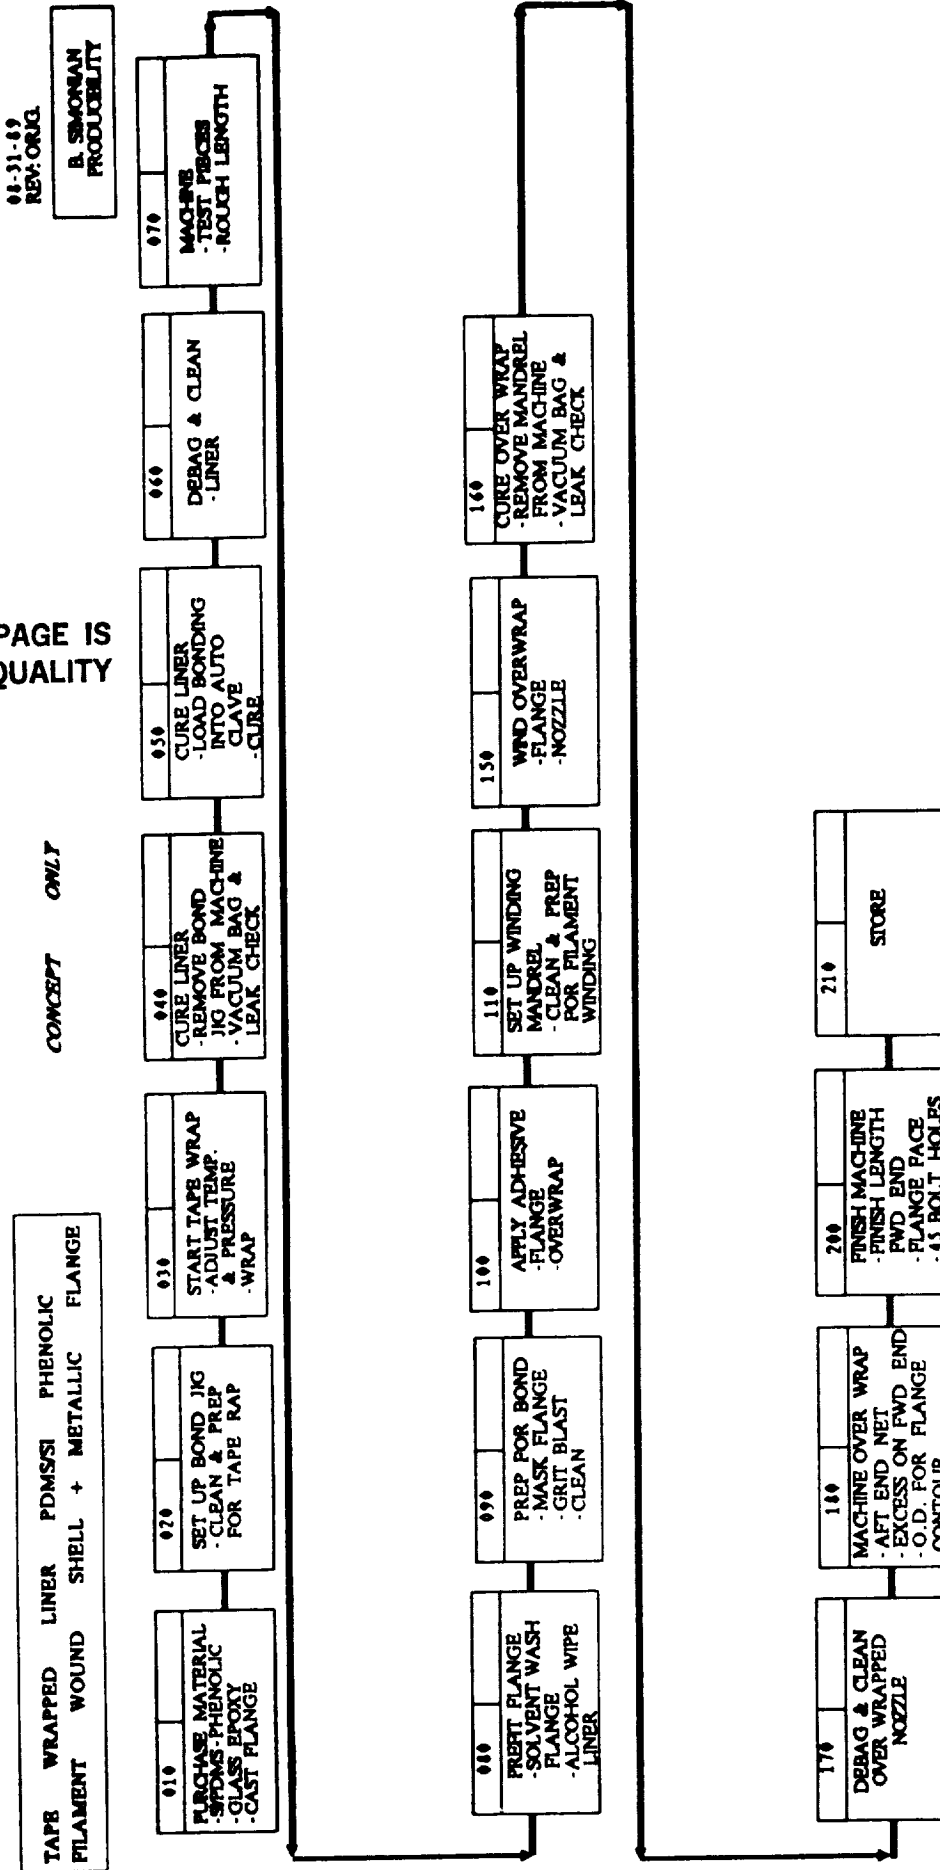 08-31-89
REV: ORIG.
B. SIMONIAN
PRODUCIBILITY
PAGE IS
QUALITY
CONCEPT ONLY
TAPE WRAPPED LINER PDMS/SI PHENOLIC
FILAMENT WOUND SHELL + METALLIC FLANGE
010
PURCHASE MATERIAL
-SI/PDMS-PHENOLIC
-GLASS EPOXY
-CAST FLANGE
020
SET UP BOND JIG
-CLEAN & PREP
FOR TAPE RAP
030
START TAPE WRAP
-ADJUST TEMP.
& PRESSURE
-WRAP
040
CURE LINER
-REMOVE BOND
JIG FROM MACHINE
-VACUUM BAG &
LEAK CHECK
050
CURE LINER
-LOAD BONDING
INTO AUTO
CLAVE
-CURE
060
DEBAG & CLEAN
-LINER
070
MACHINE
-TEST PIECES
-ROUGH LENGTH
080
PREFIT FLANGE
-SOLVENT WASH
FLANGE
-ALCOHOL WIPE
LINER
090
PREP FOR BOND
-MASK FLANGE
-GRIT BLAST
-CLEAN
100
APPLY ADHESIVE
-FLANGE
-OVERWRAP
110
SET UP WINDING
MANDREL
-CLEAN & PREP
FOR FILAMENT
WINDING
150
WIND OVERWRAP
-FLANGE
-NOZZLE
160
CURE OVER WRAP
-REMOVE MANDREL
FROM MACHINE
-VACUUM BAG &
LEAK CHECK
170
DEBAG & CLEAN
OVER WRAPPED
NOZZLE
180
MACHINE OVER WRAP
-AFT END NET
-EXCESS ON FWD END
-O.D. FOR FLANGE
CONTOUR
200
FINISH MACHINE
-FINISH LENGTH
FWD END
-FLANGE FACE
-45 BOLT HOLES
210
STORE